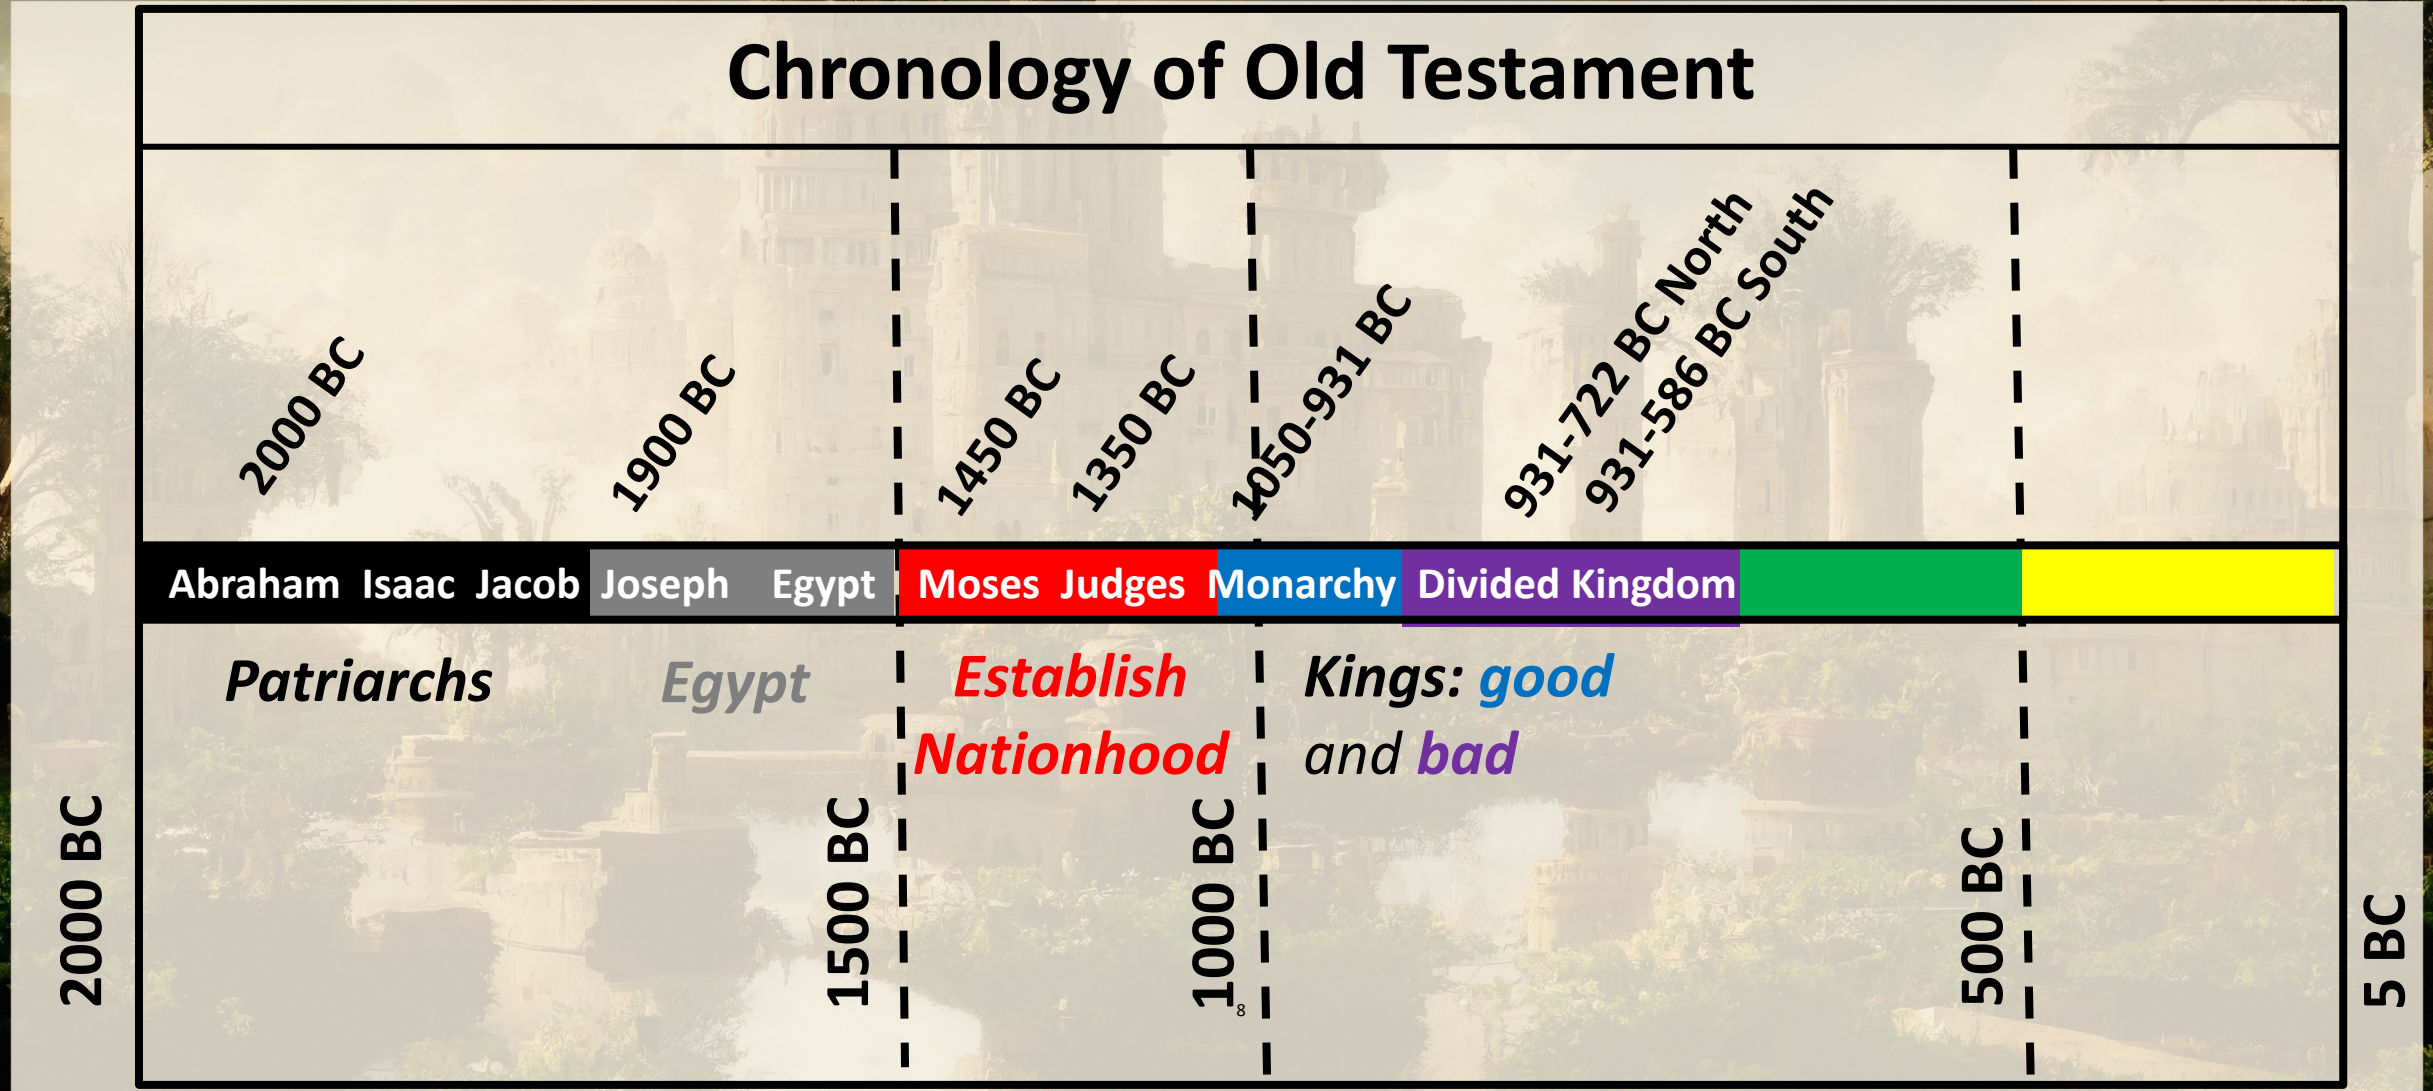 Chronology of Old Testament
2000 BC
1900 BC
1450 BC
1350 BC
1050-931 BC
931-722 BC North
931-586 BC South
Abraham Isaac Jacob Joseph Egypt Moses Judges Monarchy Divided Kingdom
Patriarchs
Egypt
Establish
Nationhood
Kings: good
and bad
2000 BC
1500 BC
1000 BC
500 BC
5 BC
8